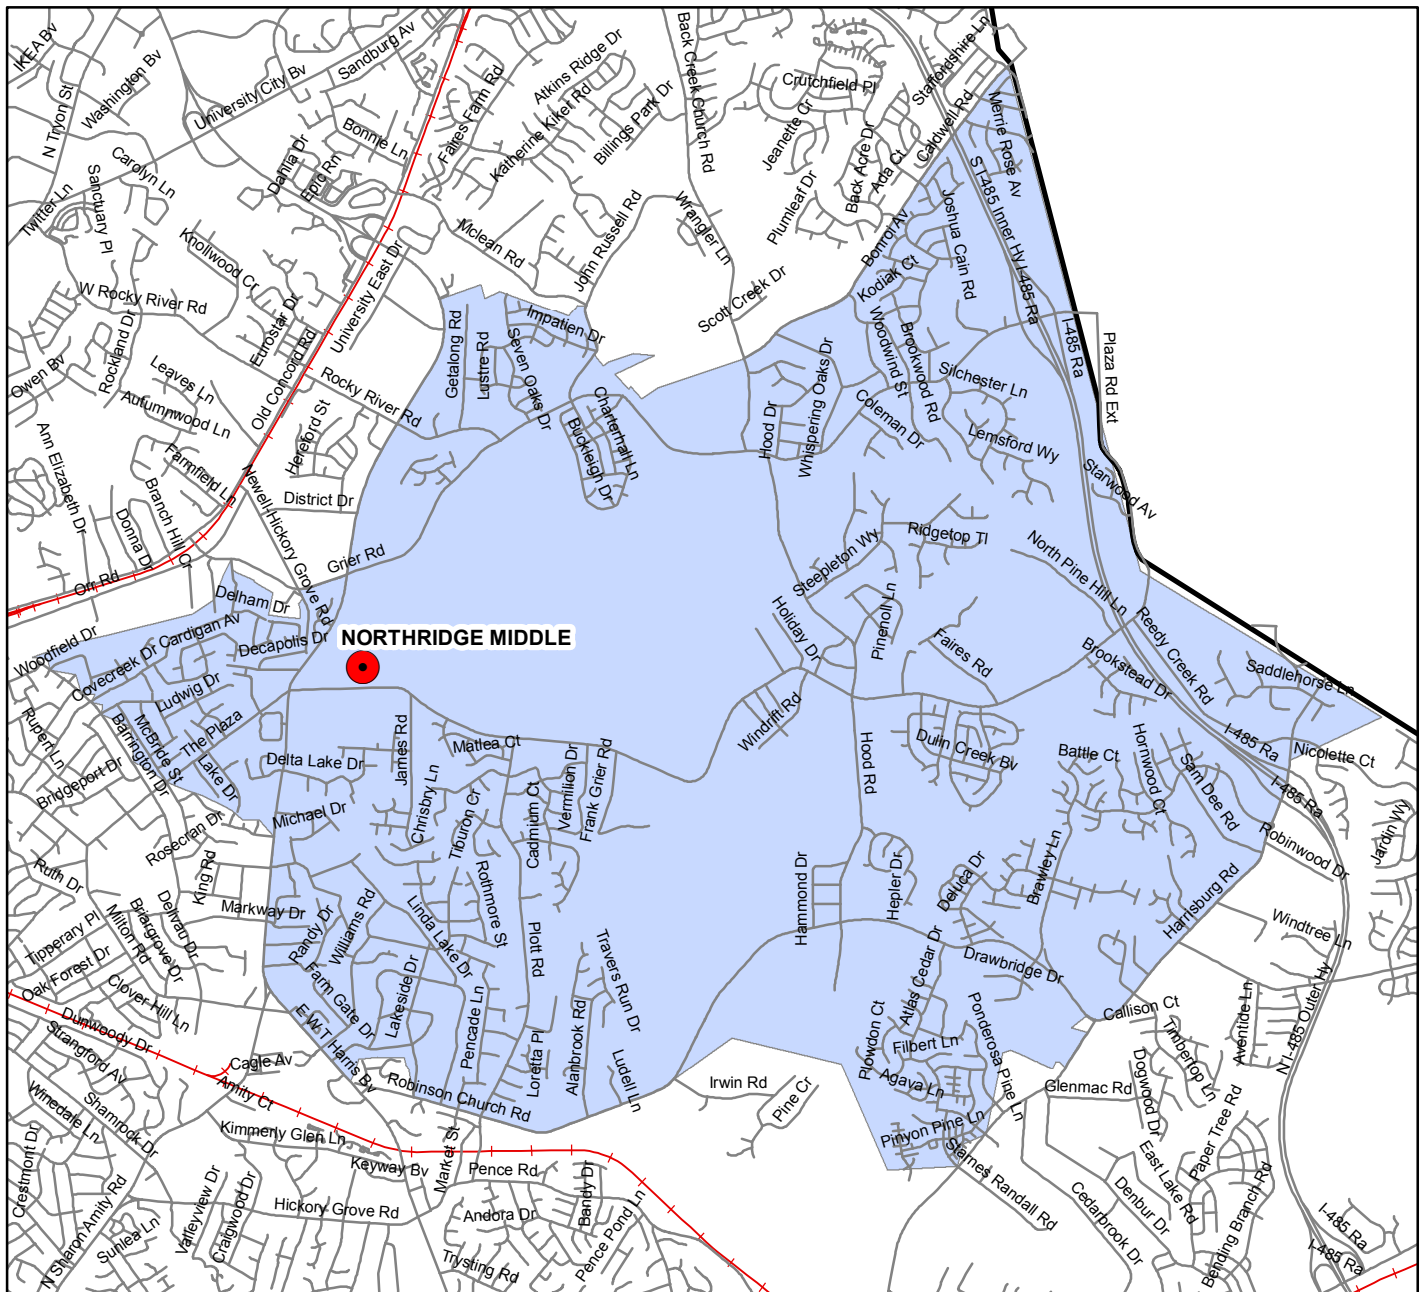 IKEA Bv
N Tryon St
Washington Bv
University City Bv
Sandburg Av
Faires Farm Rd
Atkins Ridge Dr
Katherine Kiker Rd
Billings Park Dr
Back Creek Church Rd
Crutchfield Pl
Jeanette Cr
Back Acre Dr
Ada Ct
Staffordshire Ln
Caldwell Rd
Merrie Rose Av
Bonnie Ln
Dahlia Dr
Epic Rn
Carolyn Ln
Sanctuary Pl
Twitter Ln
Knollwood Cr
W Rocky River Rd
Eurostar Dr
University East Dr
Mclean Rd
John Russell Rd
Wrangler Ln
Plumleaf Dr
Scott Creek Dr
Bonroi Av
Kodiak Ct
Joshua Cain Rd
S I-485 Inner Hy
I-485 Ra
I-485 Ra
Plaza Rd Ext
Rockland Dr
Owen Bv
Leaves Ln
Autumnwood Ln
Old Concord Rd
Rocky River Rd
Getalong Rd
Lustre Rd
Seven Oaks Dr
Impatien Dr
Charterhall Ln
Buckleigh Dr
Hood Dr
Whispering Oaks Dr
Woodwind St
Brookwood Rd
Coleman Dr
Silchester Ln
Lemsford Wy
Starwood Av
Ann Elizabeth Dr
Farmfield Ln
Branch Hill Cr
Donna Dr
Hereford St
District Dr
Newell-Hickory Grove Rd
Grier Rd
Orr Rd
Steepleton Wy
Ridgetop Tl
North Pine Hill Ln
Reedy Creek Rd
Delham Dr
Cardigan Av
Decapolis Dr
Woodfield Dr
Covecreek Dr
Ludwig Dr
NORTHRIDGE MIDDLE
Holiday Dr
Pinenoll Ln
Faires Rd
Brookstead Dr
Saddlehorse Ln
Rupert Ln
Barrington Dr
McBride St
The Plaza
Lake Dr
Bridgeport Dr
Delta Lake Dr
James Rd
Matlea Ct
Windrift Rd
Hood Rd
Dulin Creek Bv
Battle Ct
Hornwood Ct
Sam Dee Rd
I-485 Ra
I-485 Ra
Nicolette Ct
Robinwood Dr
Jardin Wy
Michael Dr
Rosecran Dr
King Rd
Chrisbry Ln
Tiburon Cr
Cadmium Ct
Vermilion Dr
Frank Grier Rd
Ruth Dr
Markway Dr
Tipperary Pl
Milton Rd
Briargrove Dr
Dellvau Dr
Oak Forest Dr
Clover Hill Ln
Randy Dr
Williams Rd
Linda Lake Dr
Rothmore St
Plott Rd
Travers Run Dr
Hammond Dr
Hepler Dr
Deluca Dr
Brawley Ln
Harrisburg Rd
Windtree Ln
Drawbridge Dr
Atlas Cedar Dr
Farm Gate Dr
Lakeside Dr
Pencade Ln
Dunwoody Dr
Strangford Av
Cagle Av
Amity Ct
E W.T. Harris Bv
Robinson Church Rd
Loretta Pl
Alanbrook Rd
Ludell Ln
Irwin Rd
Pine Cr
Plowdon Ct
Filbert Ln
Agava Ln
Ponderosa Pine Ln
Pinyon Pine Ln
Callison Ct
Glenmac Rd
Timbertop Ln
Dogwood Dr
Aventide Ln
N I-485 Outer Hy
Paper Tree Rd
East Lake Rd
Winedale Ln
Shamrock Dr
Kimmerly Glen Ln
Keyway Bv
Market St
Pence Rd
Bandy Dr
Crestmont Dr
N Sharon Amity Rd
Sunlea Ln
Valleyview Dr
Craigwood Dr
Hickory Grove Rd
Andora Dr
Trysting Rd
Pence Pond Ln
Starnes Randall Rd
Cedarbrook Dr
Denbur Dr
Bending Branch Rd
I-485 Ra
I-485 Ra